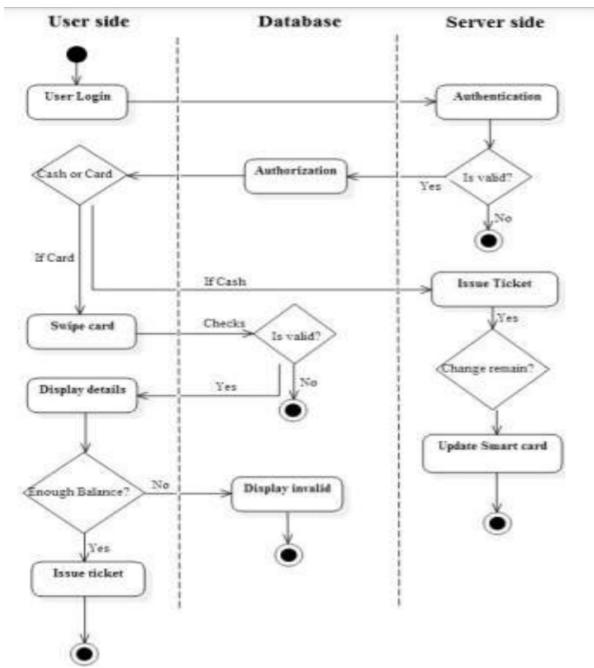 User side
Database
Server side
User Login
Authentication
Cash or Card
Authorization
Yes
Is valid?
No
If Card
If Cash
Issue Ticket
Swipe card
Checks
Is valid?
Yes
Change remain?
Display details
Yes
No
Update Smart card
Enough Balance?
No
Display invalid
Yes
Issue ticket